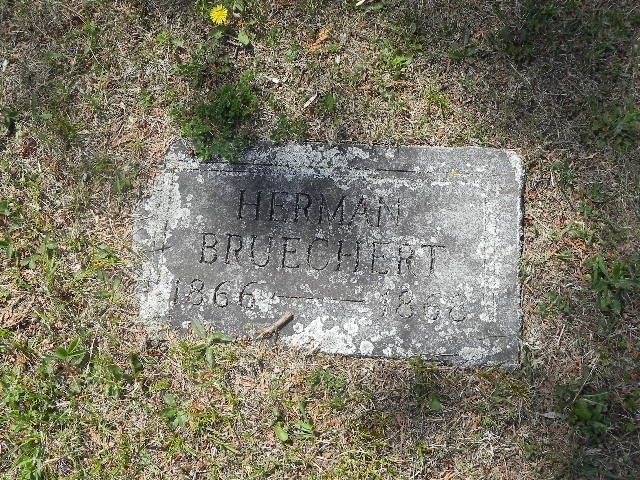 HERMAN
BRUECHERT
1866 — 1868